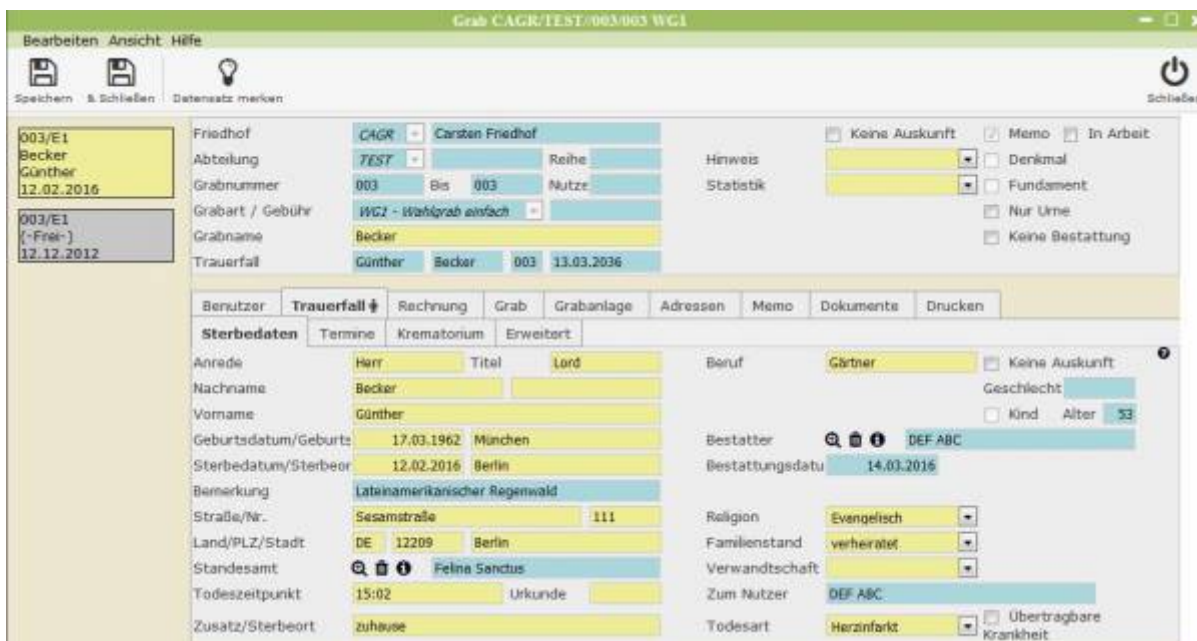 Grab CAGR/TEST//003/003 WG1
Bearbeiten Ansicht Hilfe
Speichern & Schließen Datensatz merken Schließen
003/E1
Becker
Günther
12.02.2016
003/E1
(-Frei-)
12.12.2012
Friedhof CAGR Carsten Friedhof Keine Auskunft Memo In Arbeit
Abteilung TEST Reihe Hinweis Denkmal
Grabnummer 003 Bis 003 Nutze Statistik Fundament
Grabart / Gebühr WG1 - Wahlgrab einfach Nur Urne
Grabname Becker Keine Bestattung
Trauerfall Günther Becker 003 13.03.2036
Benutzer Trauerfall Rechnung Grab Grabanlage Adressen Memo Dokumente Drucken
Sterbedaten Termine Krematorium Erweitert
Anrede Herr Titel Lord Beruf Gärtner Keine Auskunft
Nachname Becker Geschlecht
Vorname Günther Kind Alter 53
Geburtsdatum/Geburts 17.03.1962 München Bestatter DEF ABC
Sterbedatum/Sterbeor 12.02.2016 Berlin Bestattungsdatu 14.03.2016
Bemerkung Lateinamerikanischer Regenwald
Straße/Nr. Sesamstraße 111 Religion Evangelisch
Land/PLZ/Stadt DE 12209 Berlin Familienstand verheiratet
Standesamt Felina Sanctus Verwandtschaft
Todeszeitpunkt 15:02 Urkunde Zum Nutzer DEF ABC
Zusatz/Sterbeort zuhause Todesart Herzinfarkt Übertragbare
Krankheit